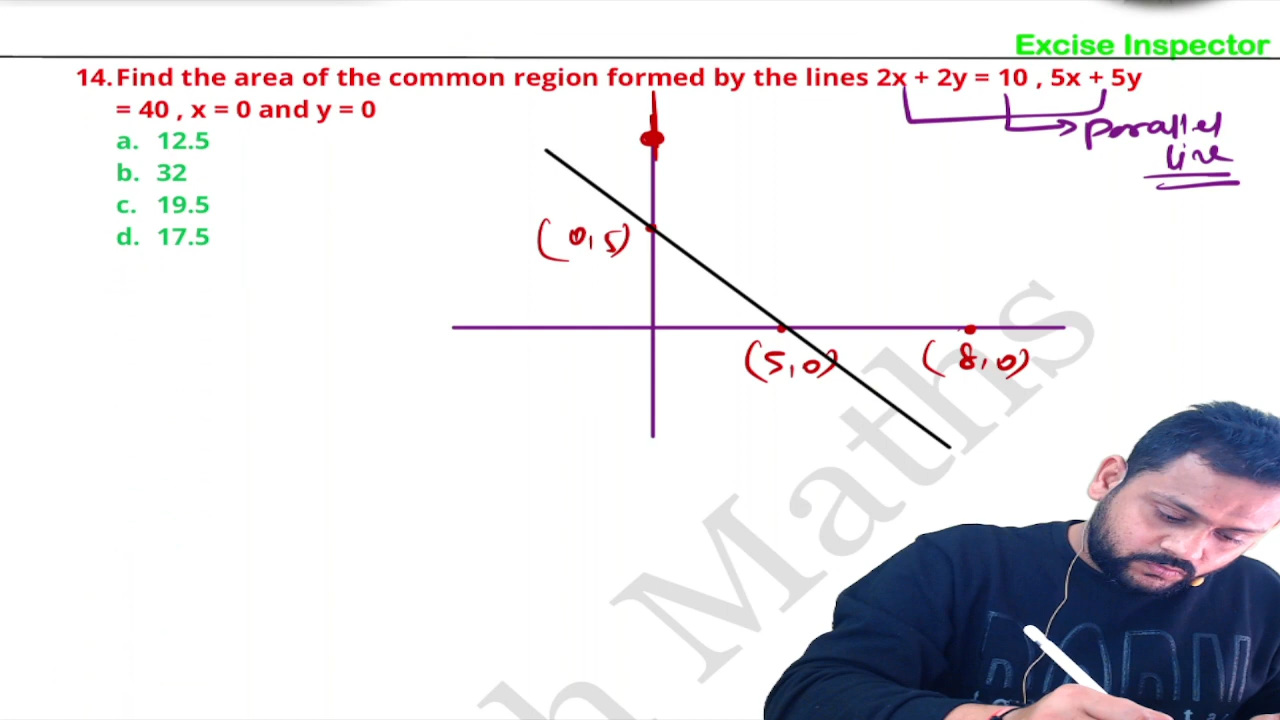 Excise Inspector
14. Find the area of the common region formed by the lines 2x + 2y = 10 , 5x + 5y
= 40 , x = 0 and y = 0
parallel
line
a. 12.5
b. 32
c. 19.5
d. 17.5
(0,5)
(5,0) (8,0)
h Maths